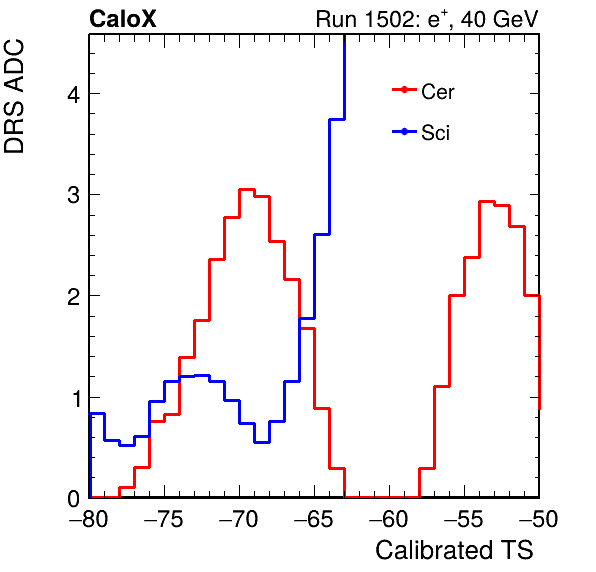 CaloX Run 1502: e⁺, 40 GeV
DRS ADC
4
3
2
1
0
Cer
Sci
−80 −75 −70 −65 −60 −55 −50
Calibrated TS